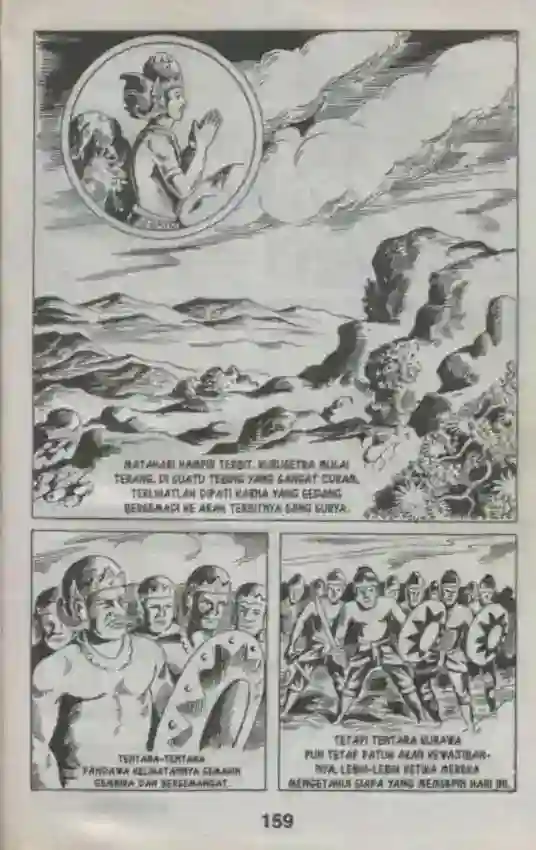 MATAHARI HAMPIR TERBIT. KURUSETRA MULAI
TERANG. DI SUATU TEBING YANG SANGAT CURAM,
TERLIHATLAH DIPATI KARNA YANG SEDANG
BERSEMADI KE ARAH TERBITNYA SANG SURYA.
TENTARA-TENTARA
PANDAWA KELIHATANNYA SEMAKIN
GEMBIRA DAN BERSEMANGAT.
TETAPI TENTARA KURAWA
PUN TETAP PATUH AKAN KEWAJIBAN-
NYA, LEBIH-LEBIH KETIKA MEREKA
MENGETAHUI SIAPA YANG MEMIMPIN HARI INI.
159